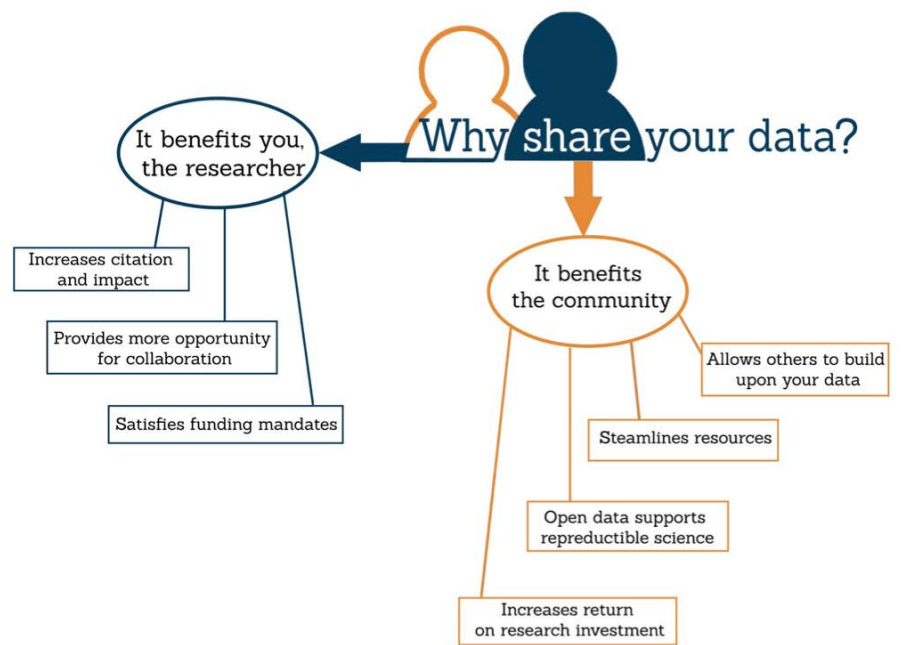 Why share your data?
It benefits you,
the researcher
Increases citation
and impact
Provides more opportunity
for collaboration
Satisfies funding mandates
It benefits
the community
Allows others to build
upon your data
Steamlines resources
Open data supports
repreductible science
Increases return
on research investment